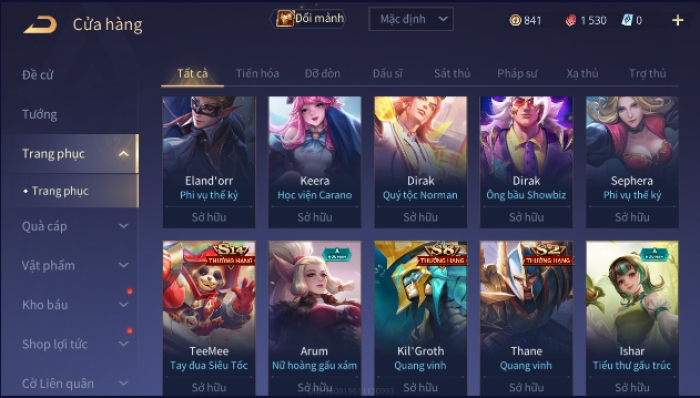 Cửa hàng
Đổi mảnh
Mặc định
841
1 530
0
Đề cử
Tướng
Trang phục
Trang phục
Quà cáp
Vật phẩm
Kho báu
Shop lợi tức
Cờ Liên quân
Tất cả Tiến hóa Đỡ đòn Đấu sĩ Sát thủ Pháp sư Xạ thủ Trợ thủ
Eland'orr
Phi vụ thế kỷ
Sở hữu
Keera
Học viện Carano
Sở hữu
Dirak
Quý tộc Norman
Sở hữu
Dirak
Ông bầu Showbiz
Sở hữu
Sephera
Phi vụ thế kỷ
Sở hữu
S14
THƯỞNG HẠNG
TeeMee
Tay đua Siêu Tốc
Sở hữu
A
HỮU HẠN
Arum
Nữ hoàng gấu xám
Sở hữu
S8
THƯỞNG HẠNG
Kil'Groth
Quang vinh
Sở hữu
S2
THƯỞNG HẠNG
Thane
Quang vinh
Sở hữu
A
HỮU HẠN
Ishar
Tiểu thư gấu trúc
Sở hữu